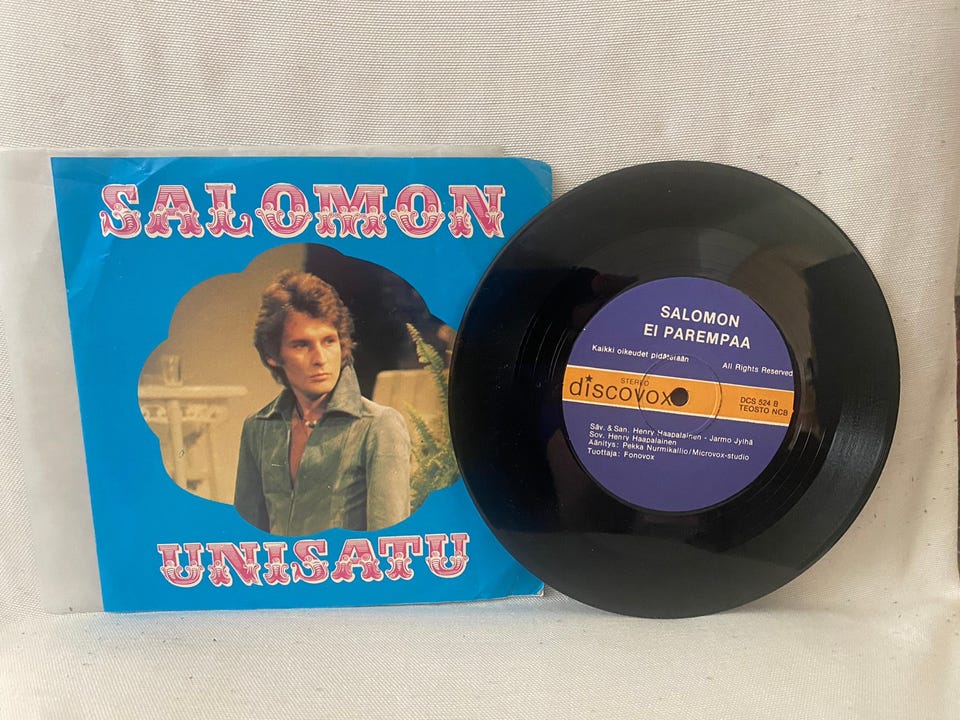 SALOMON
UNISATU
SALOMON
EI PAREMPAA
Kaikki oikeudet pidätetään
All Rights Reserved
STEREO
discovox
DCS 524 B
TEOSTO NCB
Säv. & San. Henry Haapalainen - Jarmo Jylhä
Sov. Henry Haapalainen
Äänitys: Pekka Nurmikallio/Microvox-studio
Tuottaja: Fonovox